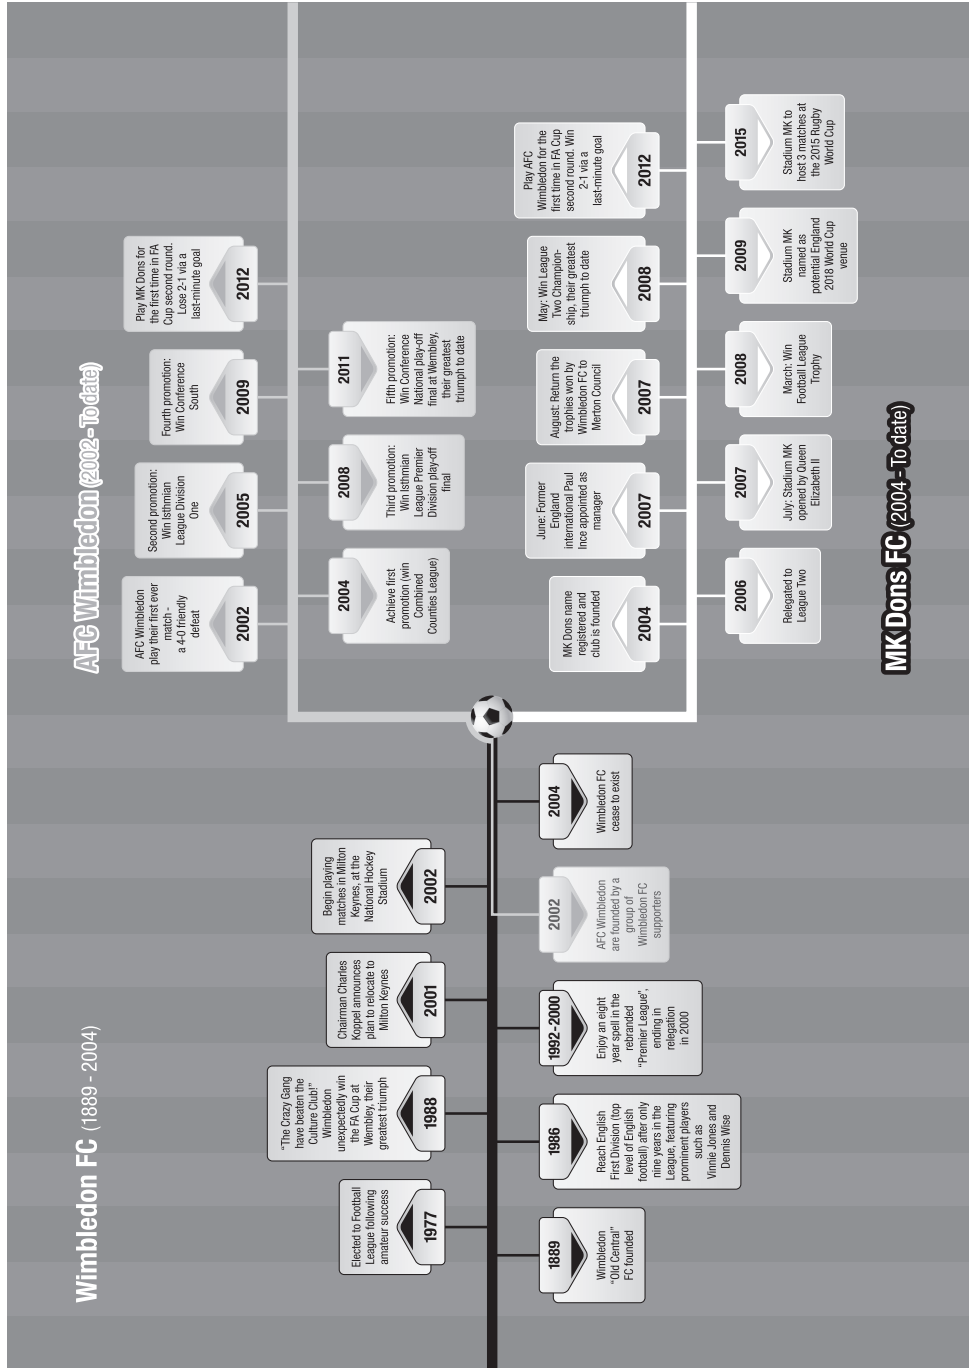 Wimbledon FC (1889 - 2004)
1889
Wimbledon
"Old Central"
FC founded
Elected to Football
League following
amateur success
1977
1986
Reach English
First Division (top
level of English
football) after only
nine years in the
League, featuring
prominent players
such as
Vinnie Jones and
Dennis Wise
"The Crazy Gang
have beaten the
Culture Club!"
Wimbledon
unexpectedly win
the FA Cup at
Wembley, their
greatest triumph
1988
1992-2000
Enjoy an eight
year spell in the
rebranded
"Premier League",
ending in
relegation
in 2000
Chairman Charles
Koppel announces
plan to relocate to
Milton Keynes
2001
2002
AFC Wimbledon
are founded by a
group of
Wimbledon FC
supporters
Begin playing
matches in Milton
Keynes, at the
National Hockey
Stadium
2002
2004
Wimbledon FC
cease to exist
AFC Wimbledon (2002 - To date)
AFC Wimbledon
play their first ever
match -
a 4-0 friendly
defeat
2002
2004
Achieve first
promotion (win
Combined
Counties League)
Second promotion:
Win Isthmian
League Division
One
2005
2008
Third promotion:
Win Isthmian
League Premier
Division play-off
final
Fourth promotion:
Win Conference
South
2009
2011
Fifth promotion:
Win Conference
National play-off
final at Wembley,
their greatest
triumph to date
Play MK Dons for
the first time in FA
Cup second round.
Lose 2-1 via a
last-minute goal
2012
MK Dons name
registered and
club is founded
2004
2006
Relegated to
League Two
June: Former
England
international Paul
Ince appointed as
manager
2007
2007
July: Stadium MK
opened by Queen
Elizabeth II
August: Return the
trophies won by
Wimbledon FC to
Merton Council
2007
2008
March: Win
Football League
Trophy
May: Win League
Two Champion-
ship, their greatest
triumph to date
2008
2009
Stadium MK
named as
potential England
2018 World Cup
venue
Play AFC
Wimbledon for the
first time in FA Cup
second round. Win
2-1 via a
last-minute goal
2012
2015
Stadium MK to
host 3 matches at
the 2015 Rugby
World Cup
MK Dons FC (2004 - To date)